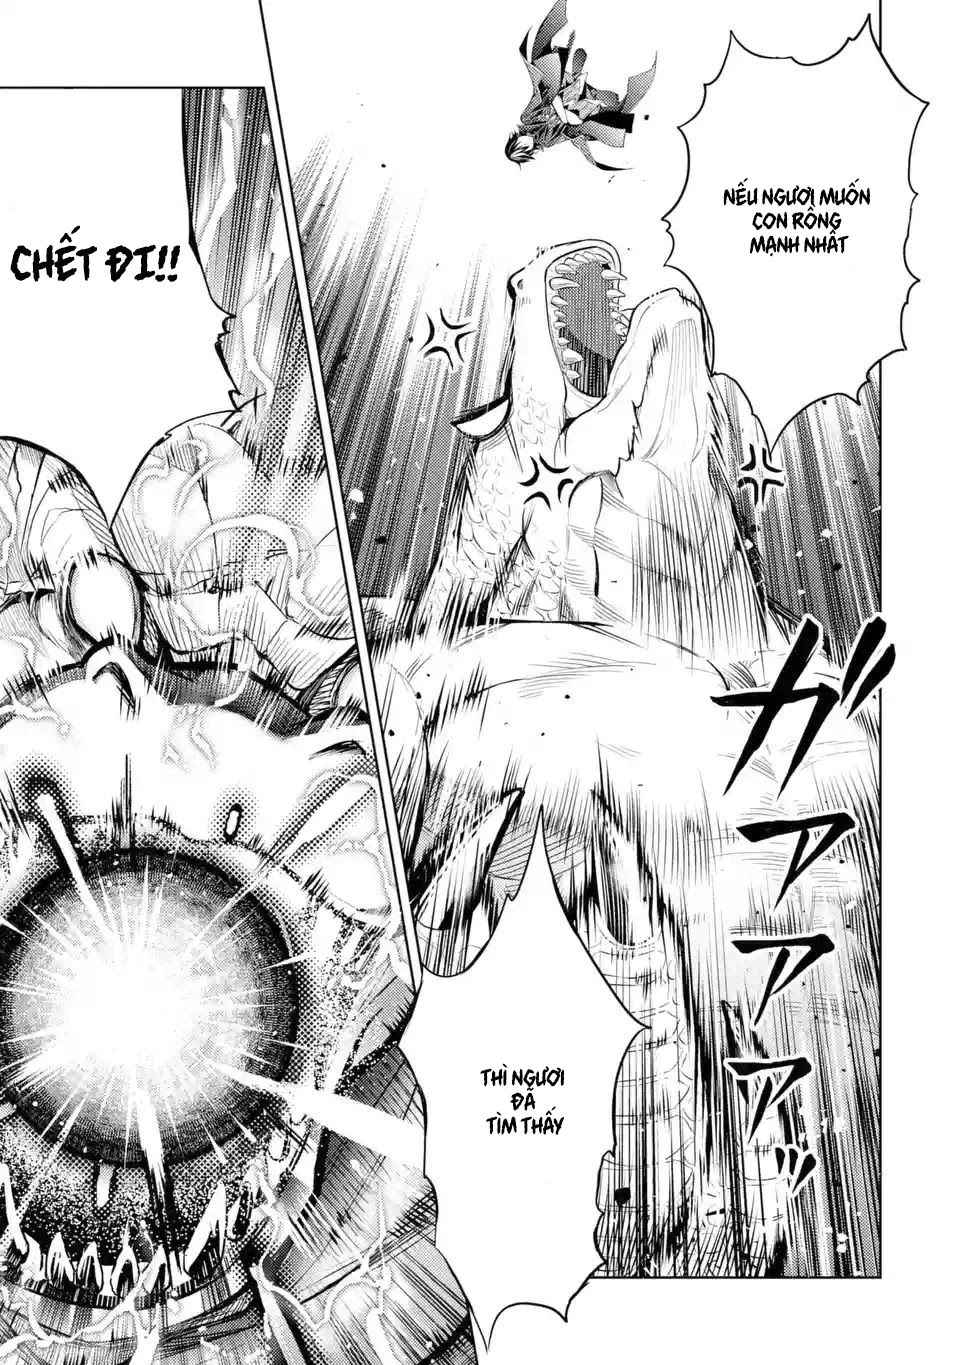 NẾU NGƯƠI MUỐN
CON RỒNG
MẠNH NHẤT
ガァァァッ
THÌ NGƯƠI
ĐÃ
TÌM THẤY
CHẾT ĐI!!